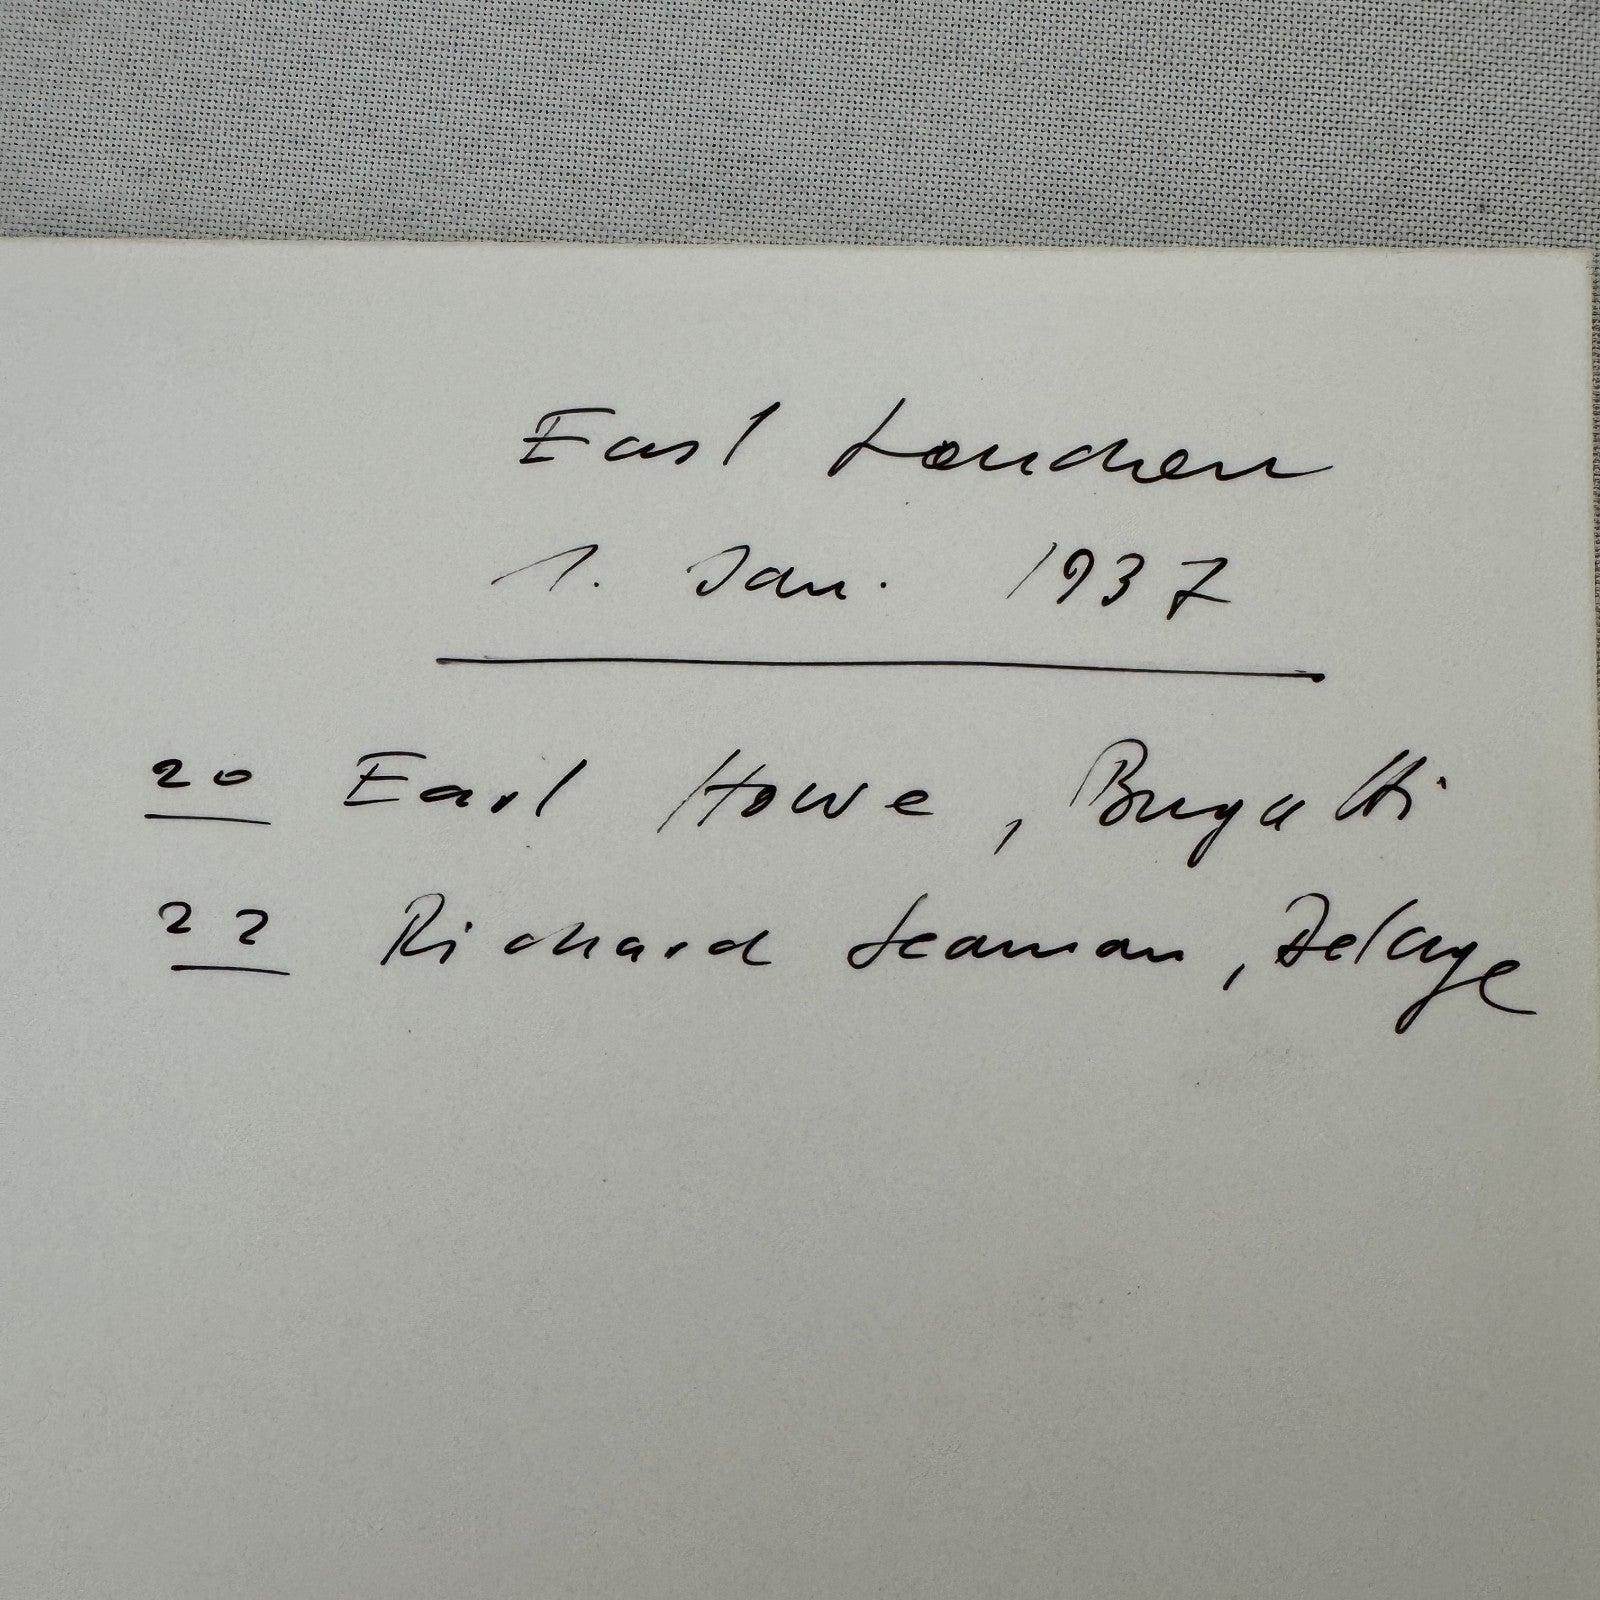 East London
1. Jan. 1937
20 Earl Howe, Bugatti
22 Richard Seaman, Delage